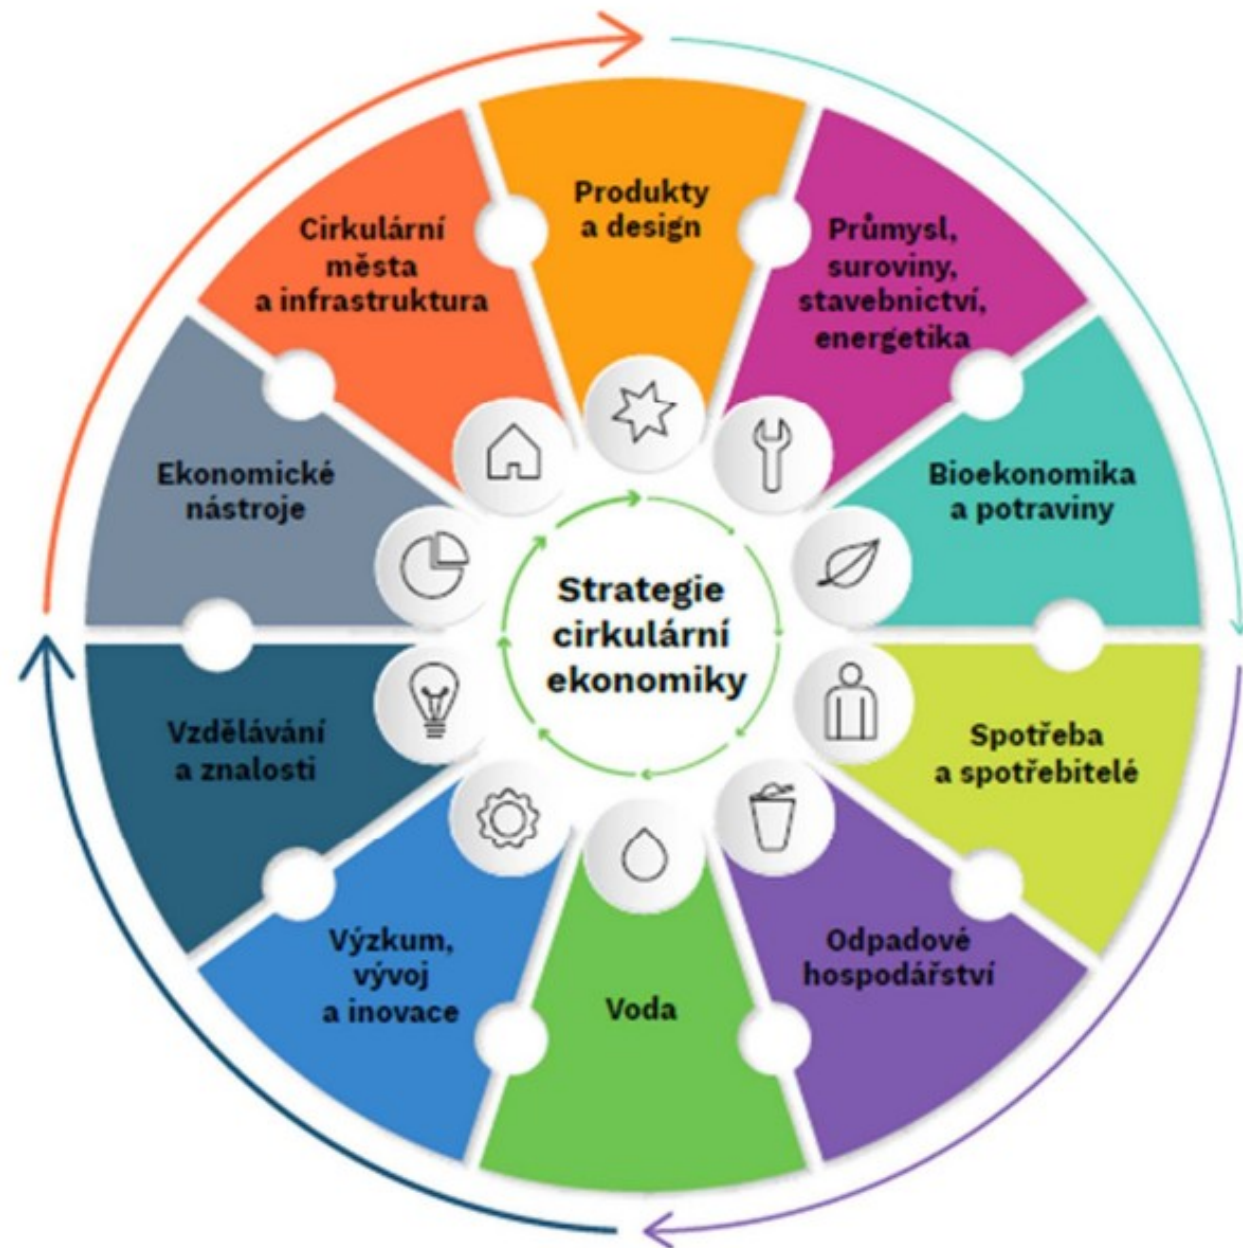 Produkty
a design
Průmysl,
suroviny,
stavebnictví,
energetika
Bioekonomika
a potraviny
Spotřeba
a spotřebitelé
Odpadové
hospodářství
Voda
Výzkum,
vývoj
a inovace
Vzdělávání
a znalosti
Ekonomické
nástroje
Cirkulární
města
a infrastruktura
Strategie
cirkulární
ekonomiky